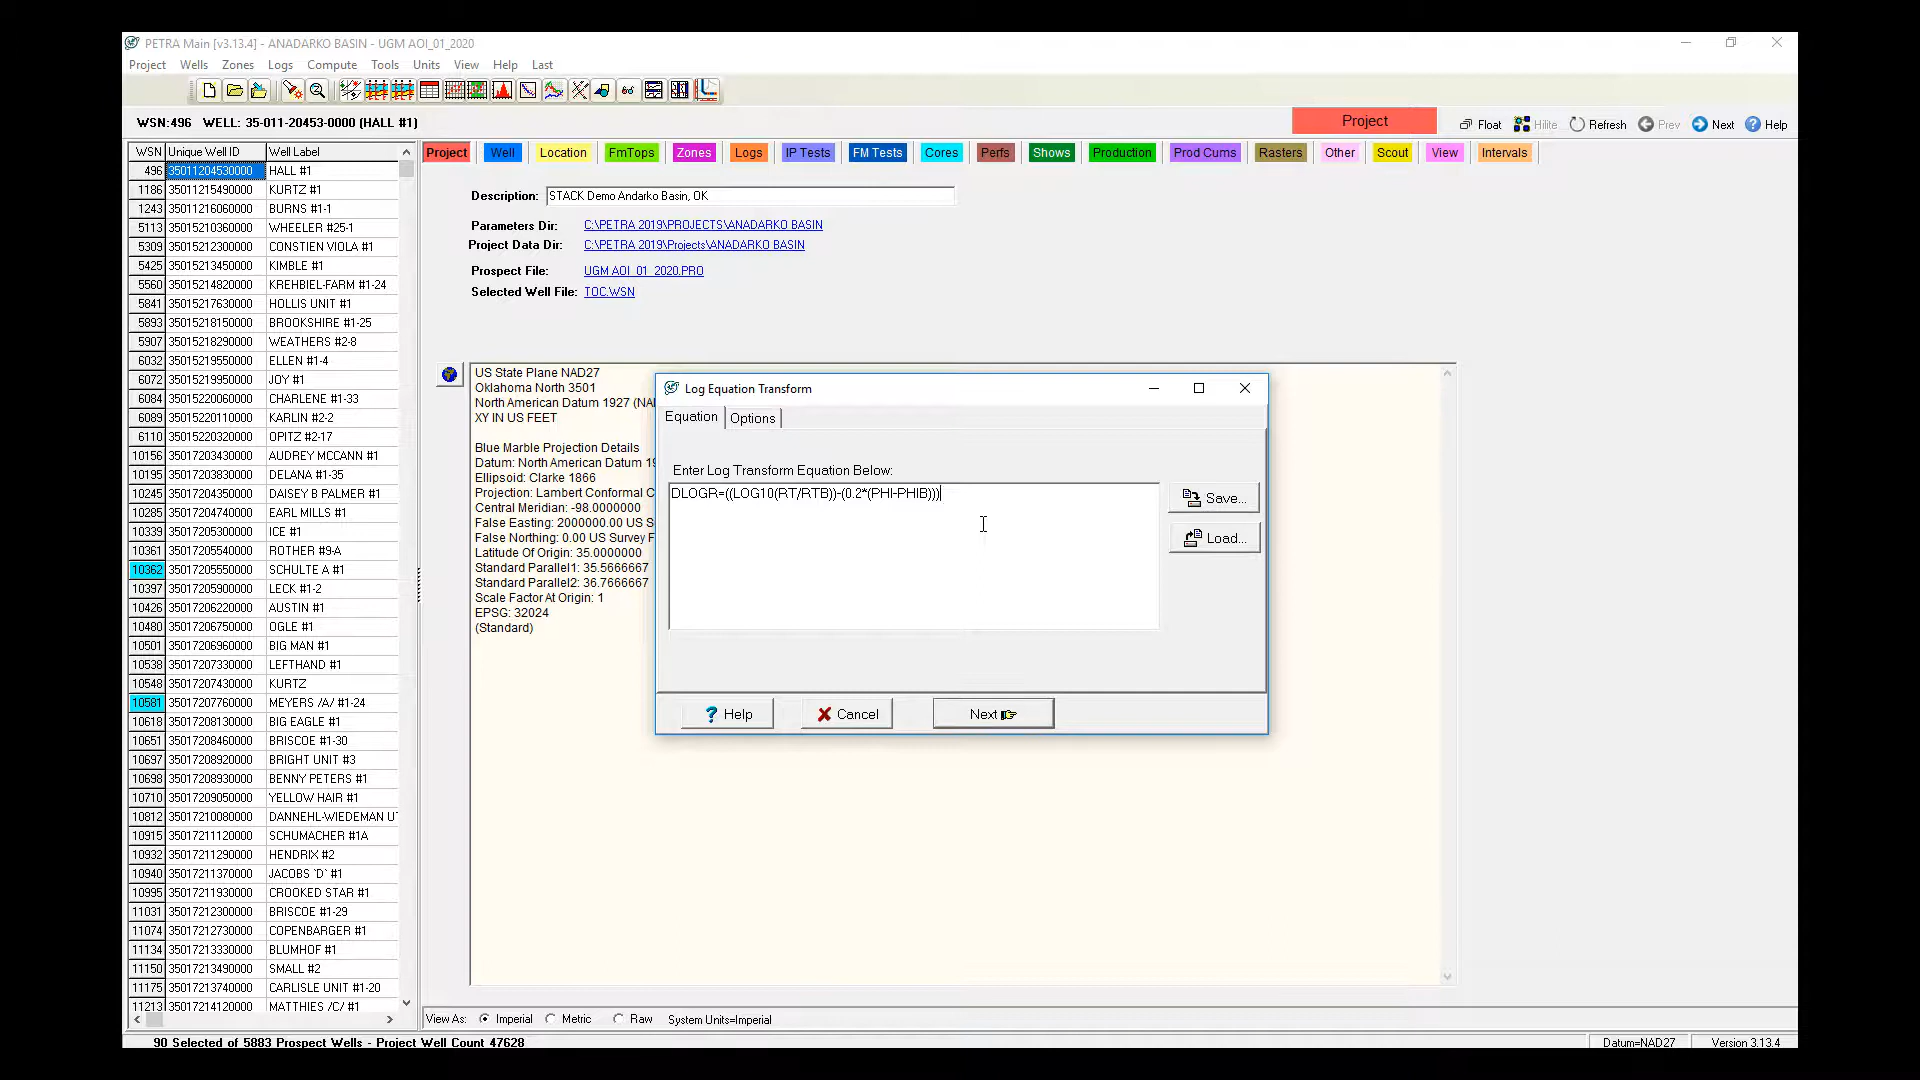 PETRA Main [v3.13.4] - ANADARKO BASIN - UGM AOI_01_2020
Project Wells Zones Logs Compute Tools Units View Help Last
WSN:496 WELL: 35-011-20453-0000 (HALL #1)
Project Float Hilite Refresh Prev Next Help
WSN Unique Well ID Well Label
Project Well Location FmTops Zones Logs IP Tests FM Tests Cores Perfs Shows Production Prod Cums Rasters Other Scout View Intervals
496 35011204530000 HALL #1
1186 35011215490000 KURTZ #1
1243 35011216060000 BURNS #1-1
5113 35015210360000 WHEELER #25-1
5309 35015212300000 CONSTIEN VIOLA #1
5425 35015213450000 KIMBLE #1
5560 35015214820000 KREHBIEL-FARM #1-24
5841 35015217630000 HOLLIS UNIT #1
5893 35015218150000 BROOKSHIRE #1-25
5907 35015218290000 WEATHERS #2-8
6032 35015219550000 ELLEN #1-4
6072 35015219950000 JOY #1
6084 35015220060000 CHARLENE #1-33
6089 35015220110000 KARLIN #2-2
6110 35015220320000 OPITZ #2-17
10156 35017203430000 AUDREY MCCANN #1
10195 35017203830000 DELANA #1-35
10245 35017204350000 DAISEY B PALMER #1
10285 35017204740000 EARL MILLS #1
10339 35017205300000 ICE #1
10361 35017205540000 ROTHER #9-A
10362 35017205550000 SCHULTE A #1
10397 35017205900000 LECK #1-2
10426 35017206220000 AUSTIN #1
10480 35017206750000 OGLE #1
10501 35017206960000 BIG MAN #1
10538 35017207330000 LEFTHAND #1
10548 35017207430000 KURTZ
10581 35017207760000 MEYERS /A/ #1-24
10618 35017208130000 BIG EAGLE #1
10651 35017208460000 BRISCOE #1-30
10697 35017208920000 BRIGHT UNIT #3
10698 35017208930000 BENNY PETERS #1
10710 35017209050000 YELLOW HAIR #1
10812 35017210080000 DANNEHL-WIEDEMAN U
10915 35017211120000 SCHUMACHER #1A
10932 35017211290000 HENDRIX #2
10940 35017211370000 JACOBS `D` #1
10995 35017211930000 CROOKED STAR #1
11031 35017212300000 BRISCOE #1-29
11074 35017212730000 COPENBARGER #1
11134 35017213330000 BLUMHOF #1
11150 35017213490000 SMALL #2
11175 35017213740000 CARLISLE UNIT #1-20
11213 35017214120000 MATTHIES /C/ #1
Description: STACK Demo Andarko Basin, OK
Parameters Dir: C:\PETRA 2019\PROJECTS\ANADARKO BASIN
Project Data Dir: C:\PETRA 2019\Projects\ANADARKO BASIN
Prospect File: UGM AOI_01_2020.PRO
Selected Well File: TOC.WSN
US State Plane NAD27
Oklahoma North 3501
North American Datum 1927 (NA
XY IN US FEET
Blue Marble Projection Details
Datum: North American Datum 19
Ellipsoid: Clarke 1866
Projection: Lambert Conformal C
Central Meridian: -98.0000000
False Easting: 2000000.00 US S
False Northing: 0.00 US Survey F
Latitude Of Origin: 35.0000000
Standard Parallel1: 35.5666667
Standard Parallel2: 36.7666667
Scale Factor At Origin: 1
EPSG: 32024
(Standard)
Log Equation Transform
Equation Options
Enter Log Transform Equation Below:
DLOGR=((LOG10(RT/RTB))-(0.2*(PHI-PHIB)))
Save...
Load...
Help Cancel Next
View As: Imperial Metric Raw System Units=Imperial
90 Selected of 5883 Prospect Wells - Project Well Count 47628
Datum=NAD27 Version 3.13.4